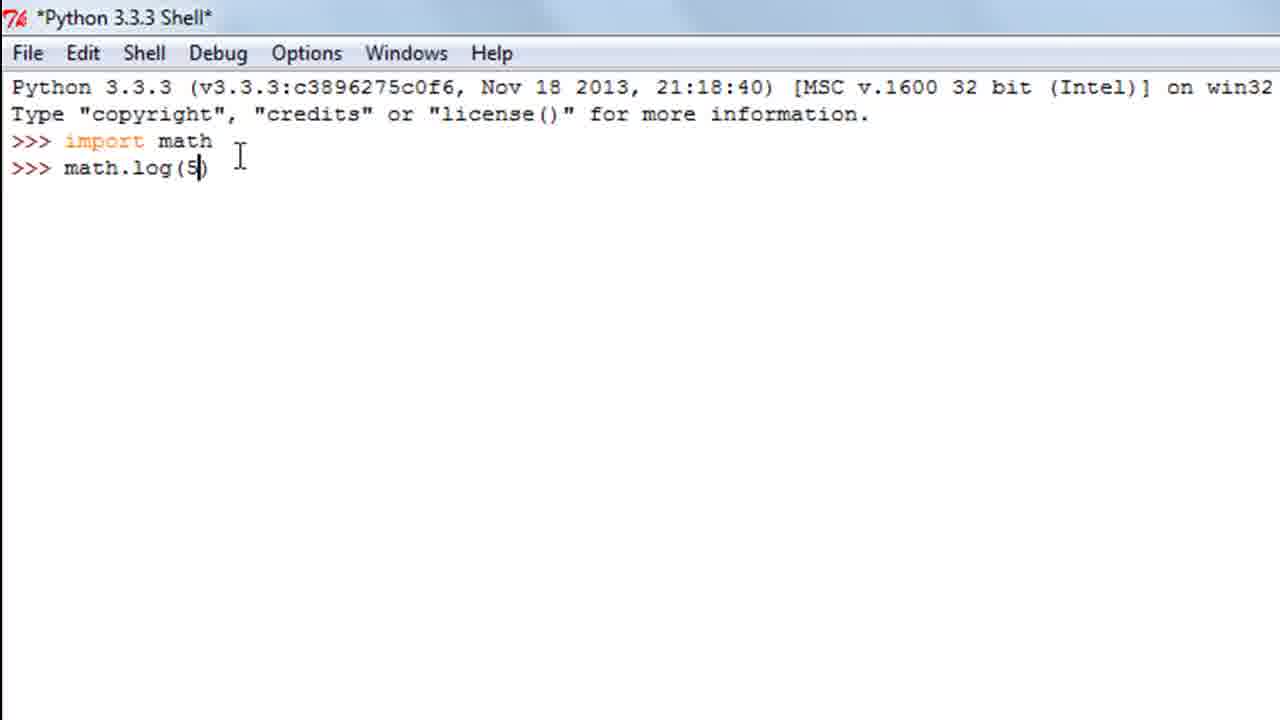 *Python 3.3.3 Shell*
File Edit Shell Debug Options Windows Help
Python 3.3.3 (v3.3.3:c3896275c0f6, Nov 18 2013, 21:18:40) [MSC v.1600 32 bit (Intel)] on win32
Type "copyright", "credits" or "license()" for more information.
>>> import math
>>> math.log(5)